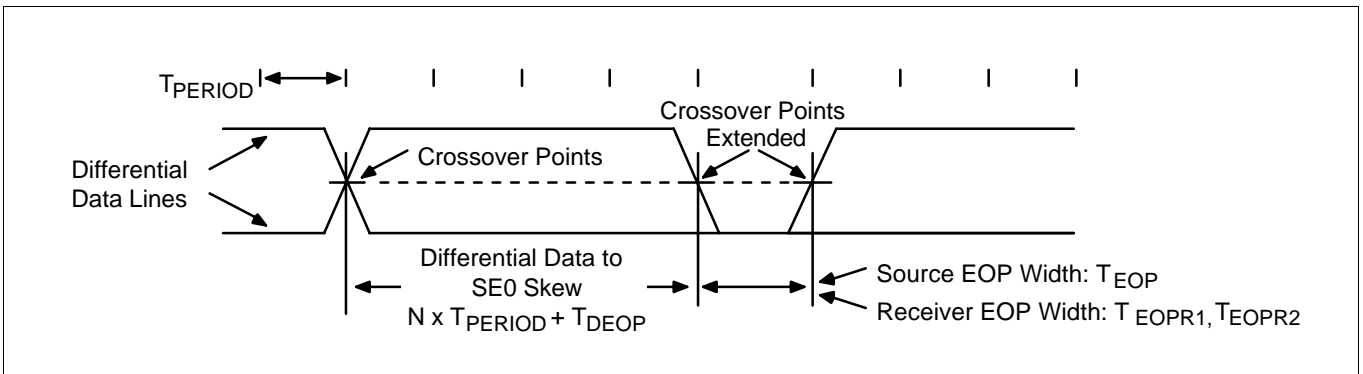 TPERIOD
Crossover Points
Extended
Crossover Points
Differential
Data Lines
Differential Data to
SE0 Skew
N x TPERIOD + TDEOP
Source EOP Width: TEOP
Receiver EOP Width: T EOPR1, TEOPR2